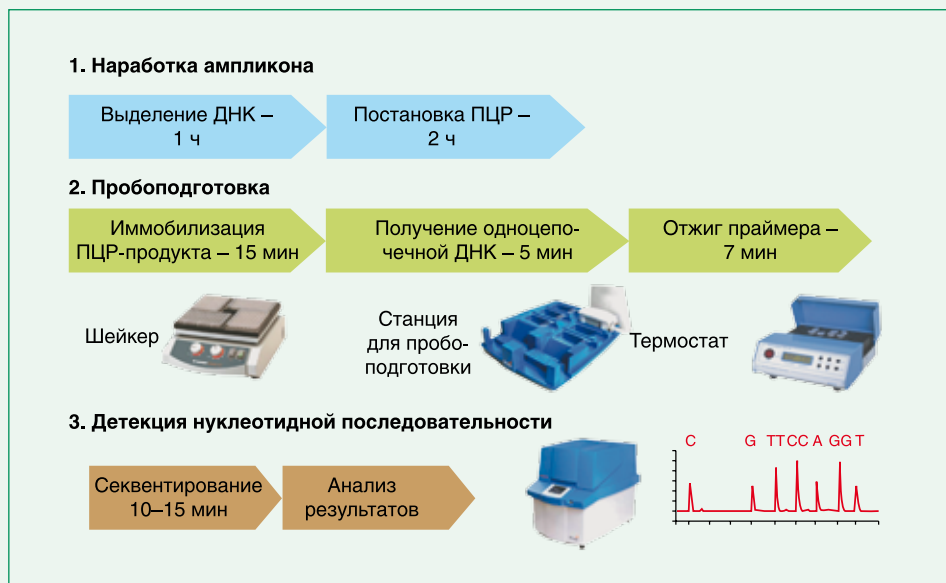 1. Наработка ампликона
Выделение ДНК –
1 ч
Постановка ПЦР –
2 ч
2. Пробоподготовка
Иммобилизация
ПЦР-продукта – 15 мин
Получение одноцепо-
чечной ДНК – 5 мин
Отжиг праймера –
7 мин
Шейкер
Станция
для пробо-
подготовки
Термостат
3. Детекция нуклеотидной последовательности
Секвентирование
10–15 мин
Анализ
результатов
C G TT CC A GG T